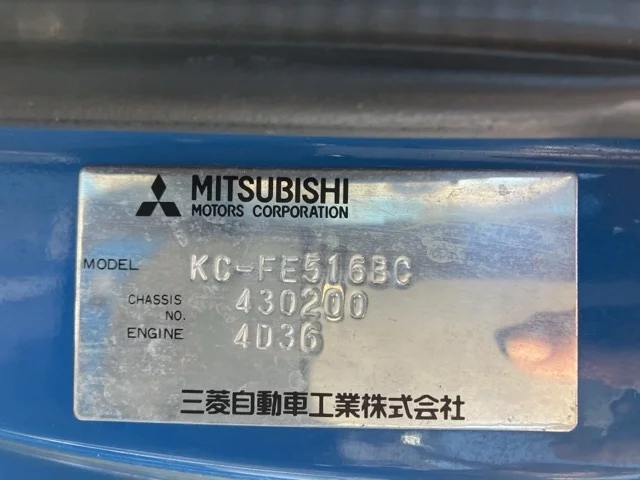 MITSUBISHI
MOTORS CORPORATION
MODEL KC-FE516BC
CHASSIS NO. 430200
ENGINE 4D36
三菱自動車工業株式会社